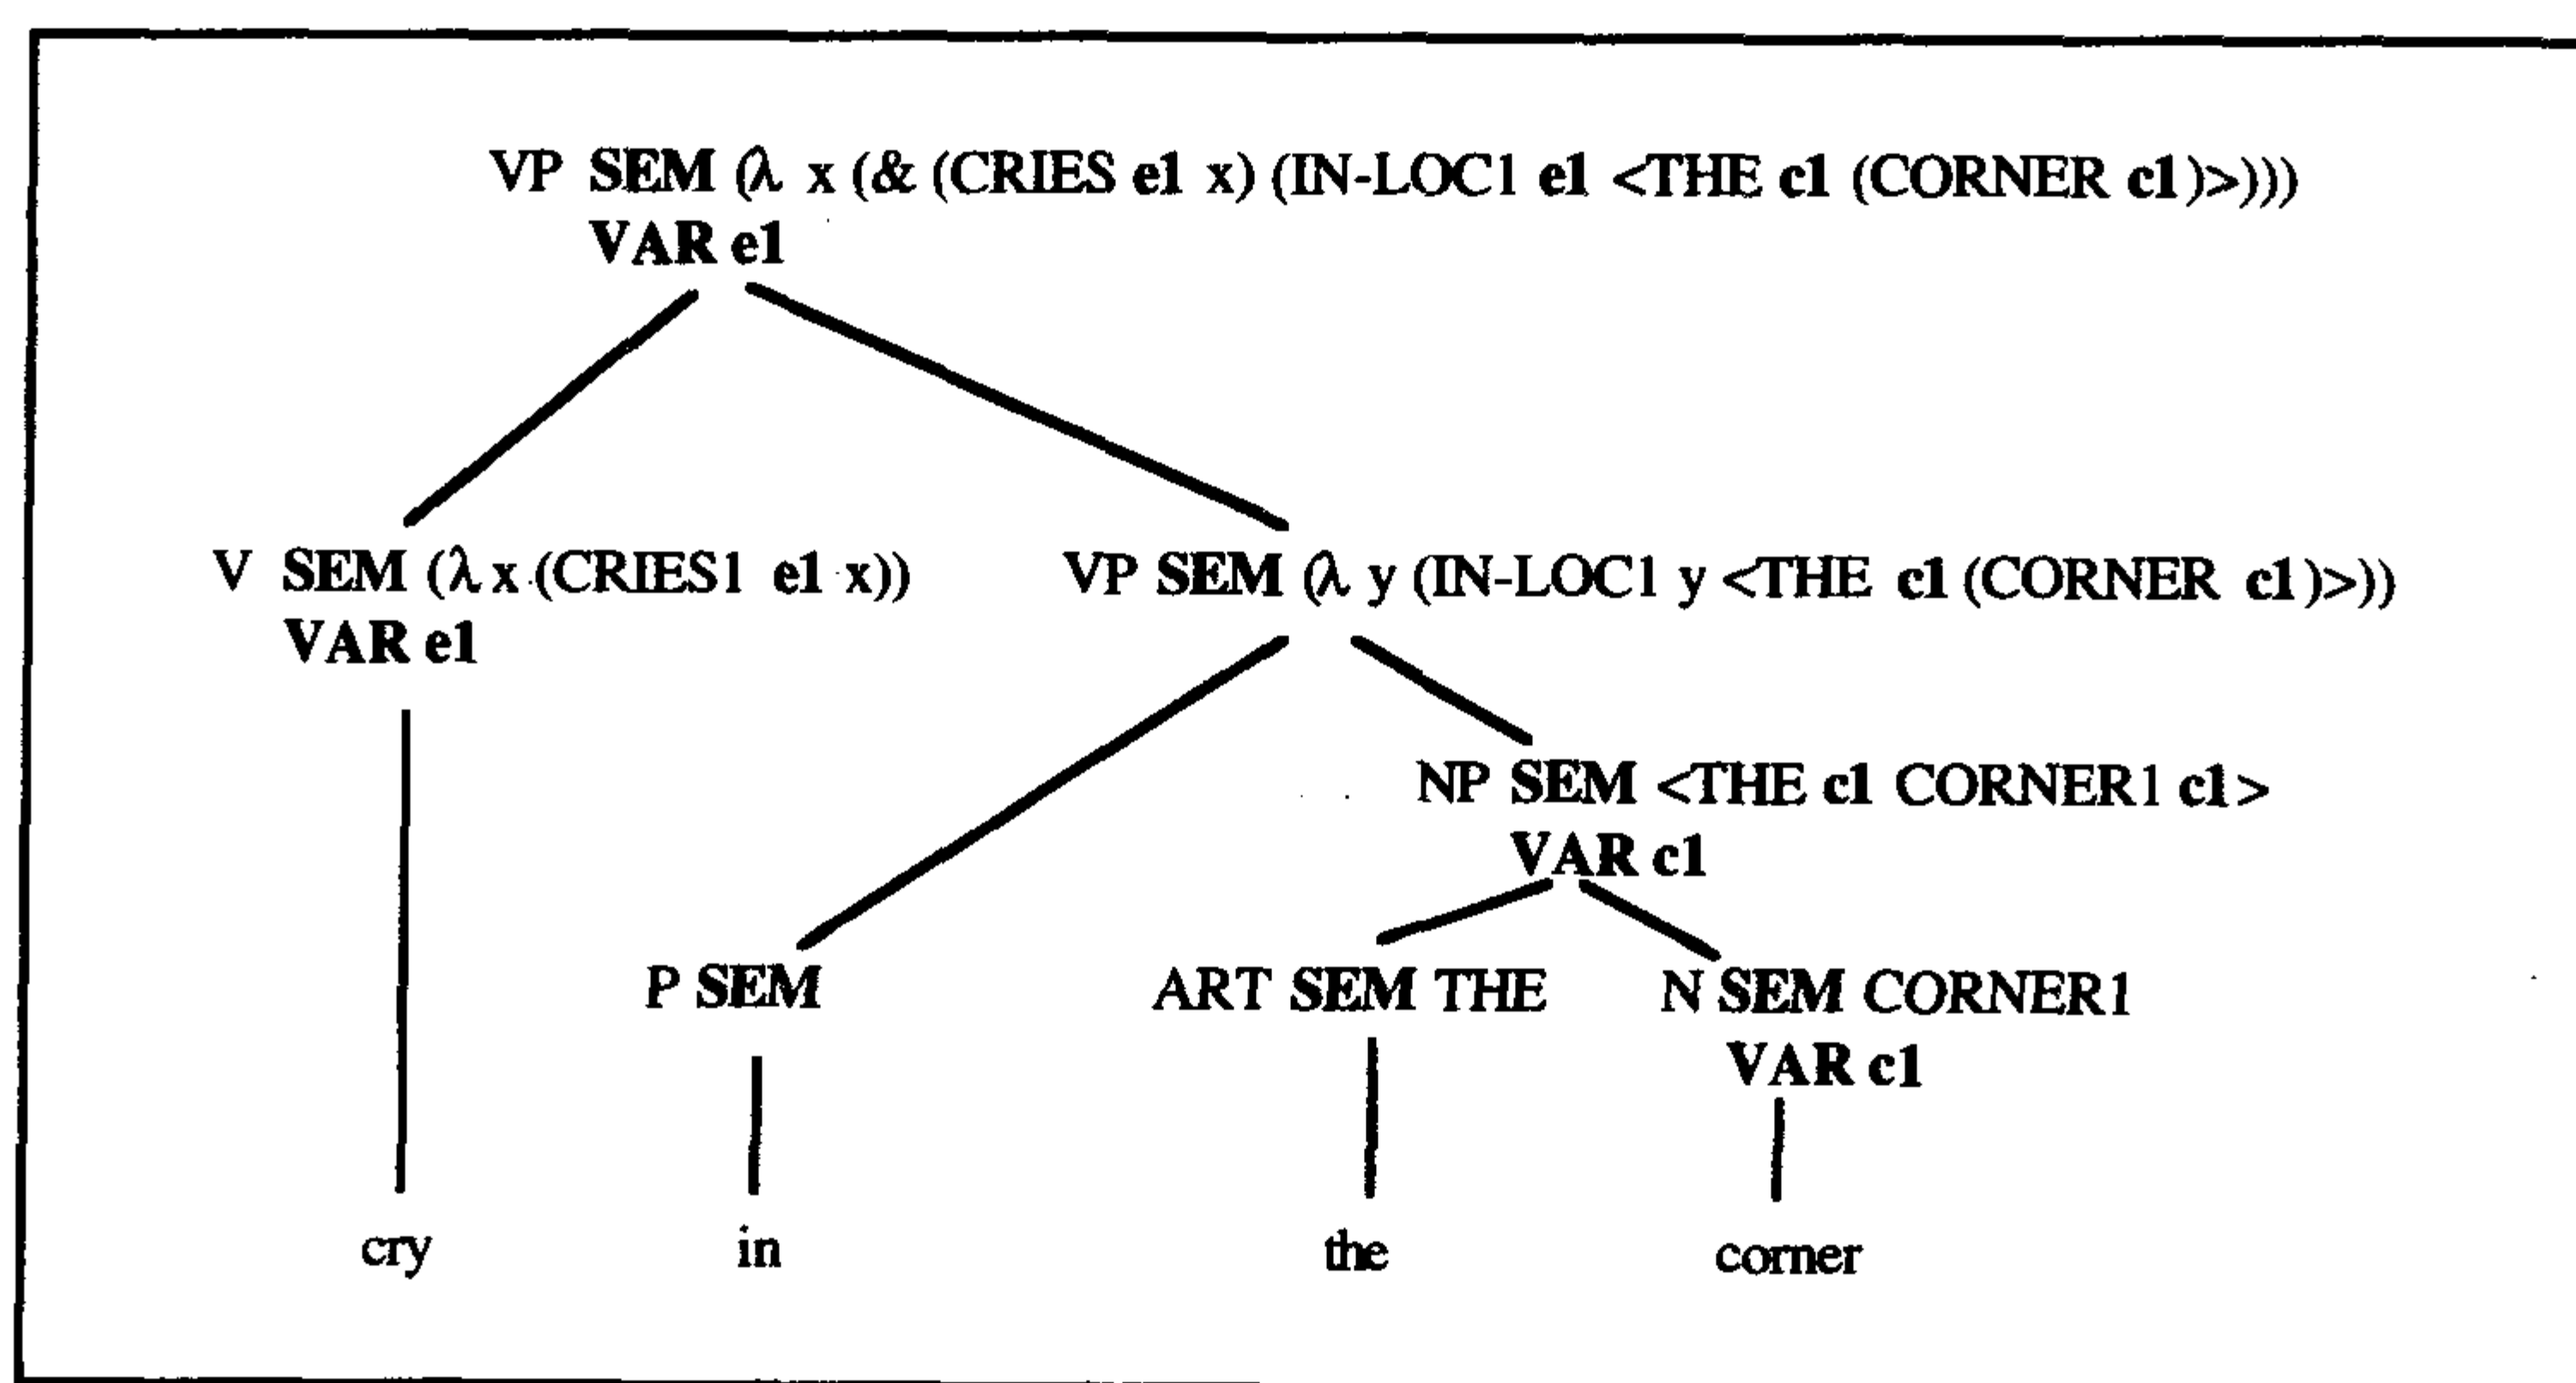 VP SEM (λ x (& (CRIES e1 x) (IN-LOC1 e1 <THE c1 (CORNER c1)>)))
VAR e1
V SEM (λ x (CRIES1 e1 x)) VP SEM (λ y (IN-LOC1 y <THE c1 (CORNER c1)>))
VAR e1
NP SEM <THE c1 CORNER1 c1>
VAR c1
P SEM ART SEM THE N SEM CORNER1
VAR c1
cry in the corner